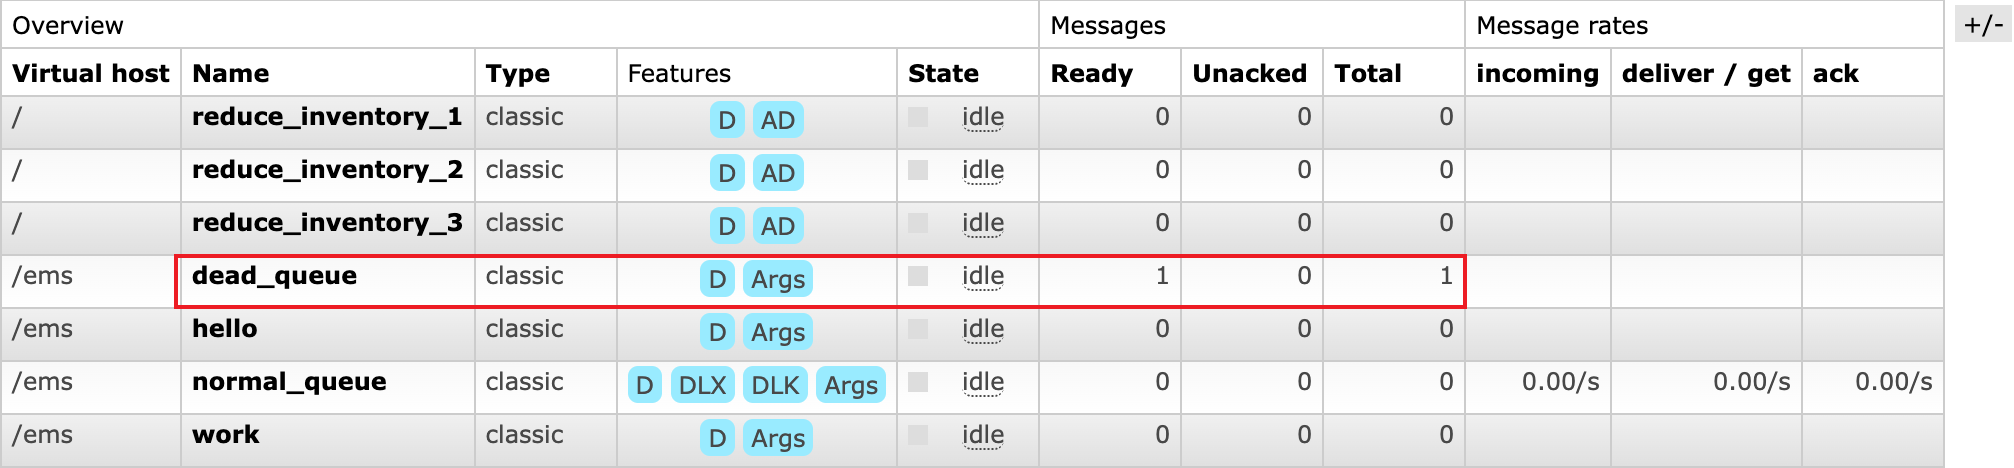 Overview Messages Message rates +/-
Virtual host Name Type Features State Ready Unacked Total incoming deliver / get ack
/ reduce_inventory_1 classic D AD idle 0 0 0
/ reduce_inventory_2 classic D AD idle 0 0 0
/ reduce_inventory_3 classic D AD idle 0 0 0
/ems dead_queue classic D Args idle 1 0 1
/ems hello classic D Args idle 0 0 0
/ems normal_queue classic D DLX DLK Args idle 0 0 0 0.00/s 0.00/s 0.00/s
/ems work classic D Args idle 0 0 0